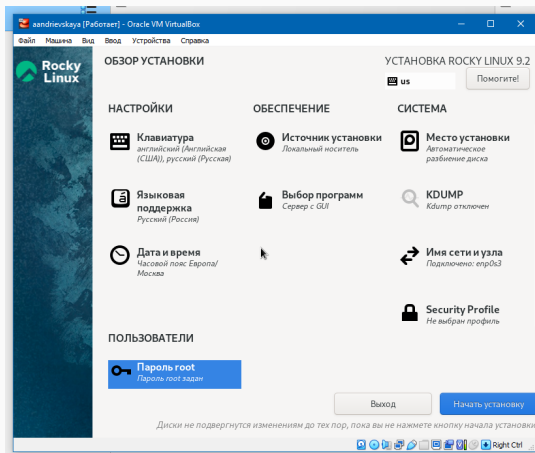 aandrievskaya [Работает] - Oracle VM VirtualBox
Файл Машина Вид Ввод Устройства Справка
Rocky
Linux
ОБЗОР УСТАНОВКИ
УСТАНОВКА ROCKY LINUX 9.2
us
Помогите!
НАСТРОЙКИ
ОБЕСПЕЧЕНИЕ
СИСТЕМА
Клавиатура
английский (Английская
(США)), русский (Русская)
Источник установки
Локальный носитель
Место установки
Автоматическое
разбиение диска
Языковая
поддержка
Русский (Россия)
Выбор программ
Сервер с GUI
KDUMP
Kdump отключен
Дата и время
Часовой пояс Европа/
Москва
Имя сети и узла
Подключено: enp0s3
Security Profile
Не выбран профиль
ПОЛЬЗОВАТЕЛИ
Пароль root
Пароль root задан
Выход
Начать установку
Диски не подвергнутся изменениям до тех пор, пока вы не нажмете кнопку начала установки
Right Ctrl